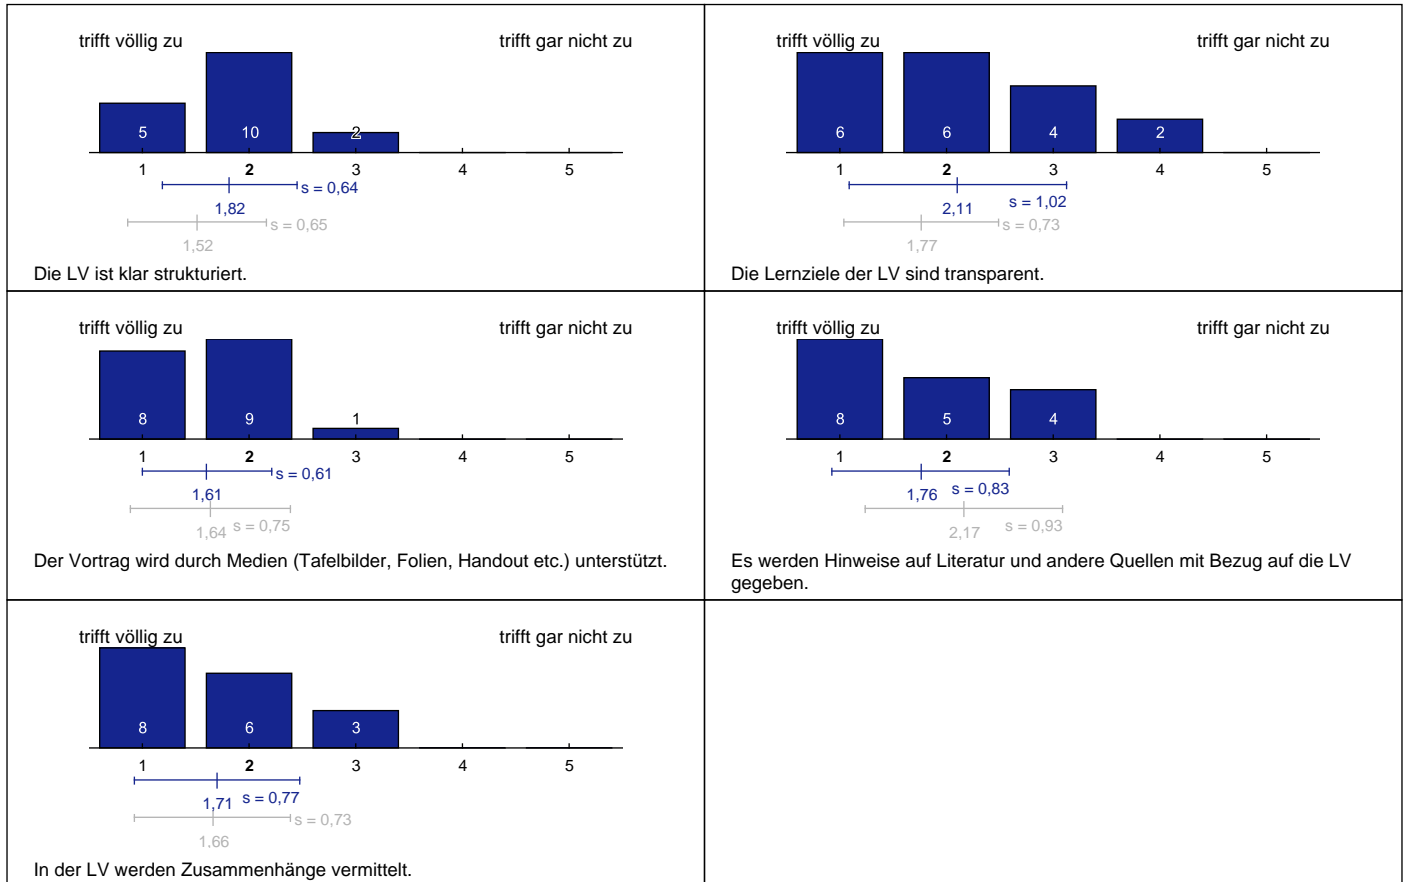 trifft völlig zu trifft gar nicht zu
5 10 2
1 2 3 4 5
s = 0,64
1,82
s = 0,65
1,52
Die LV ist klar strukturiert.
trifft völlig zu trifft gar nicht zu
6 6 4 2
1 2 3 4 5
s = 1,02
2,11
s = 0,73
1,77
Die Lernziele der LV sind transparent.
trifft völlig zu trifft gar nicht zu
8 9 1
1 2 3 4 5
s = 0,61
1,61
s = 0,75
1,64
Der Vortrag wird durch Medien (Tafelbilder, Folien, Handout etc.) unterstützt.
trifft völlig zu trifft gar nicht zu
8 5 4
1 2 3 4 5
1,76 s = 0,83
2,17 s = 0,93
Es werden Hinweise auf Literatur und andere Quellen mit Bezug auf die LV
gegeben.
trifft völlig zu trifft gar nicht zu
8 6 3
1 2 3 4 5
1,71 s = 0,77
s = 0,73
1,66
In der LV werden Zusammenhänge vermittelt.